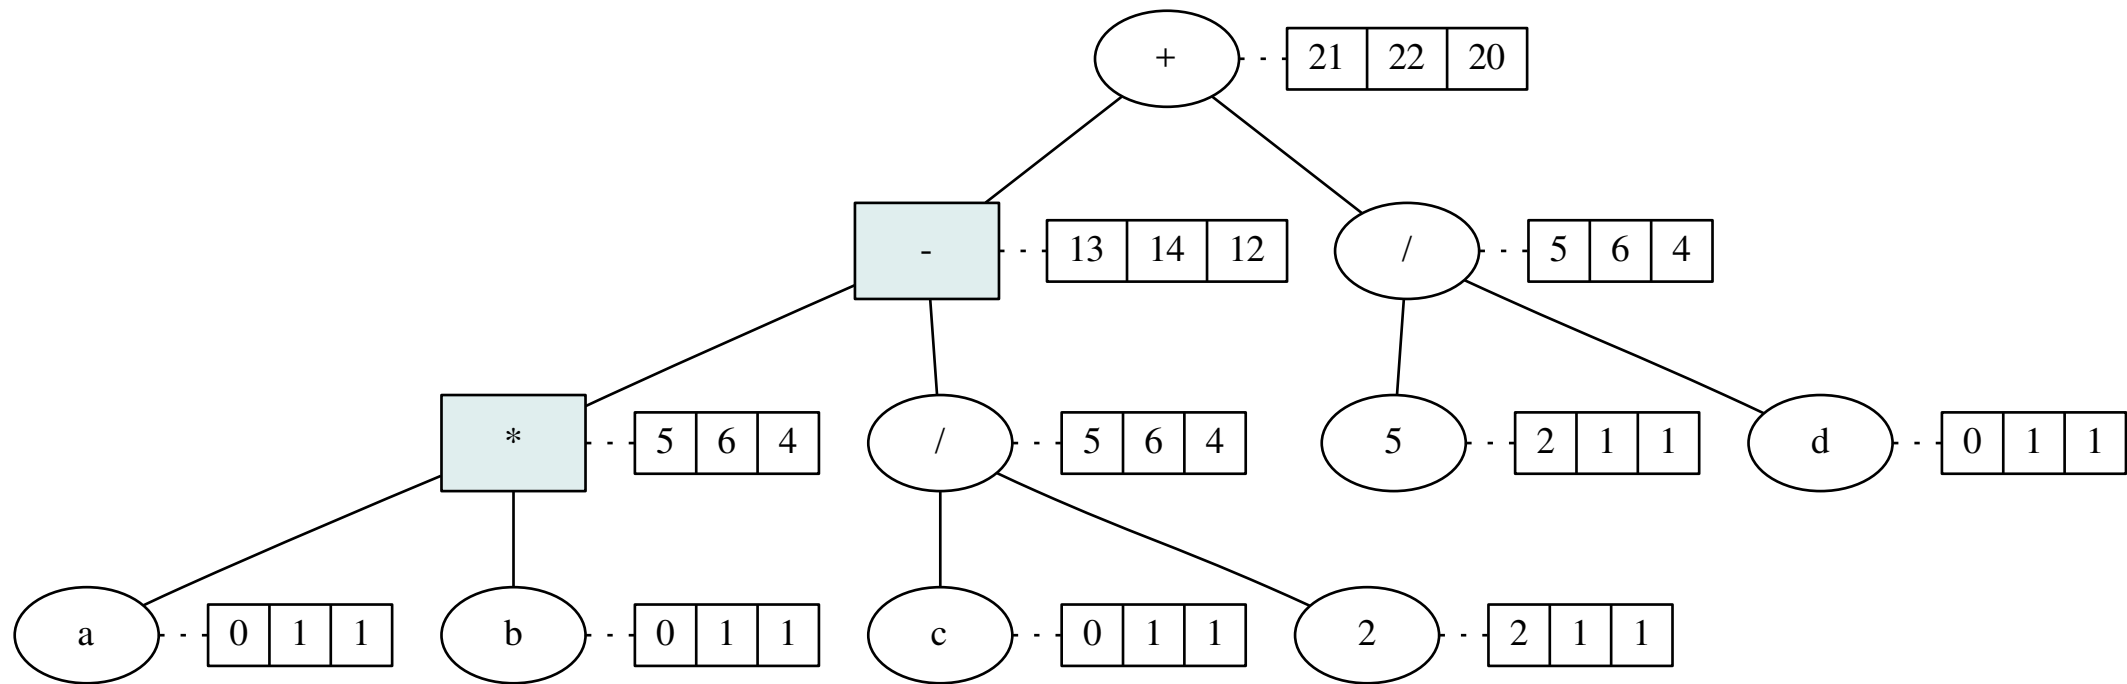 + 21 22 20
- 13 14 12 / 5 6 4
* 5 6 4 / 5 6 4 5 2 1 1 d 0 1 1
a 0 1 1 b 0 1 1 c 0 1 1 2 2 1 1